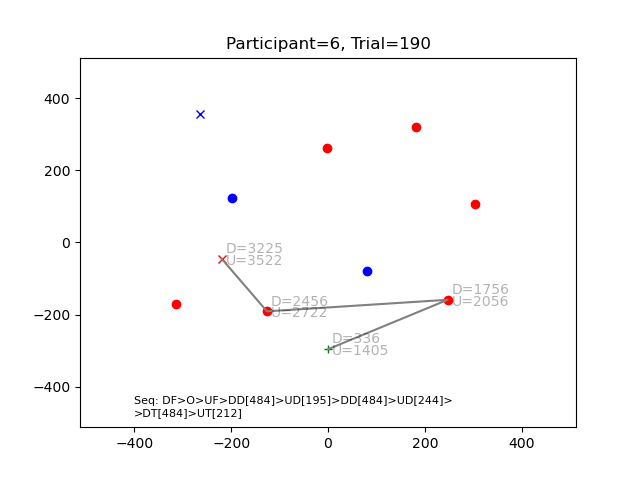 Participant=6, Trial=190
400
200
0
−200
−400
D=3225
U=3522
D=2456
U=2722
D=1756
U=2056
D=336
U=1405
Seq: DF>O>UF>DD[484]>UD[195]>DD[484]>UD[244]>
>DT[484]>UT[212]
−400 −200 0 200 400